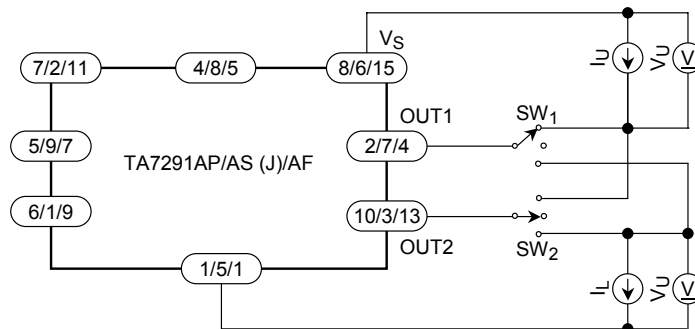 VS
7/2/11
4/8/5
8/6/15
IU
VU
V
OUT1
SW1
5/9/7
TA7291AP/AS (J)/AF
2/7/4
6/1/9
10/3/13
OUT2
SW2
1/5/1
IL
VU
V